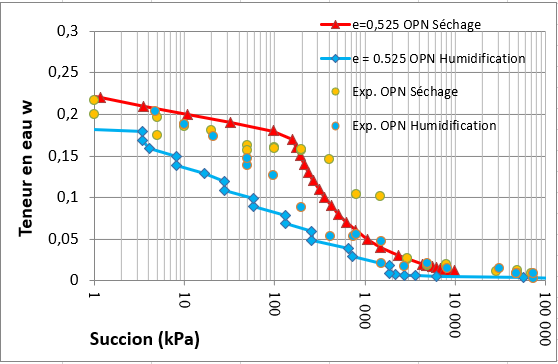 e=0,525 OPN Séchage
e = 0.525 OPN Humidification
Exp. OPN Séchage
Exp. OPN Humidification
Teneur en eau w
0,3
0,25
0,2
0,15
0,1
0,05
0
1
10
100
1 000
10 000
100 000
Succion (kPa)